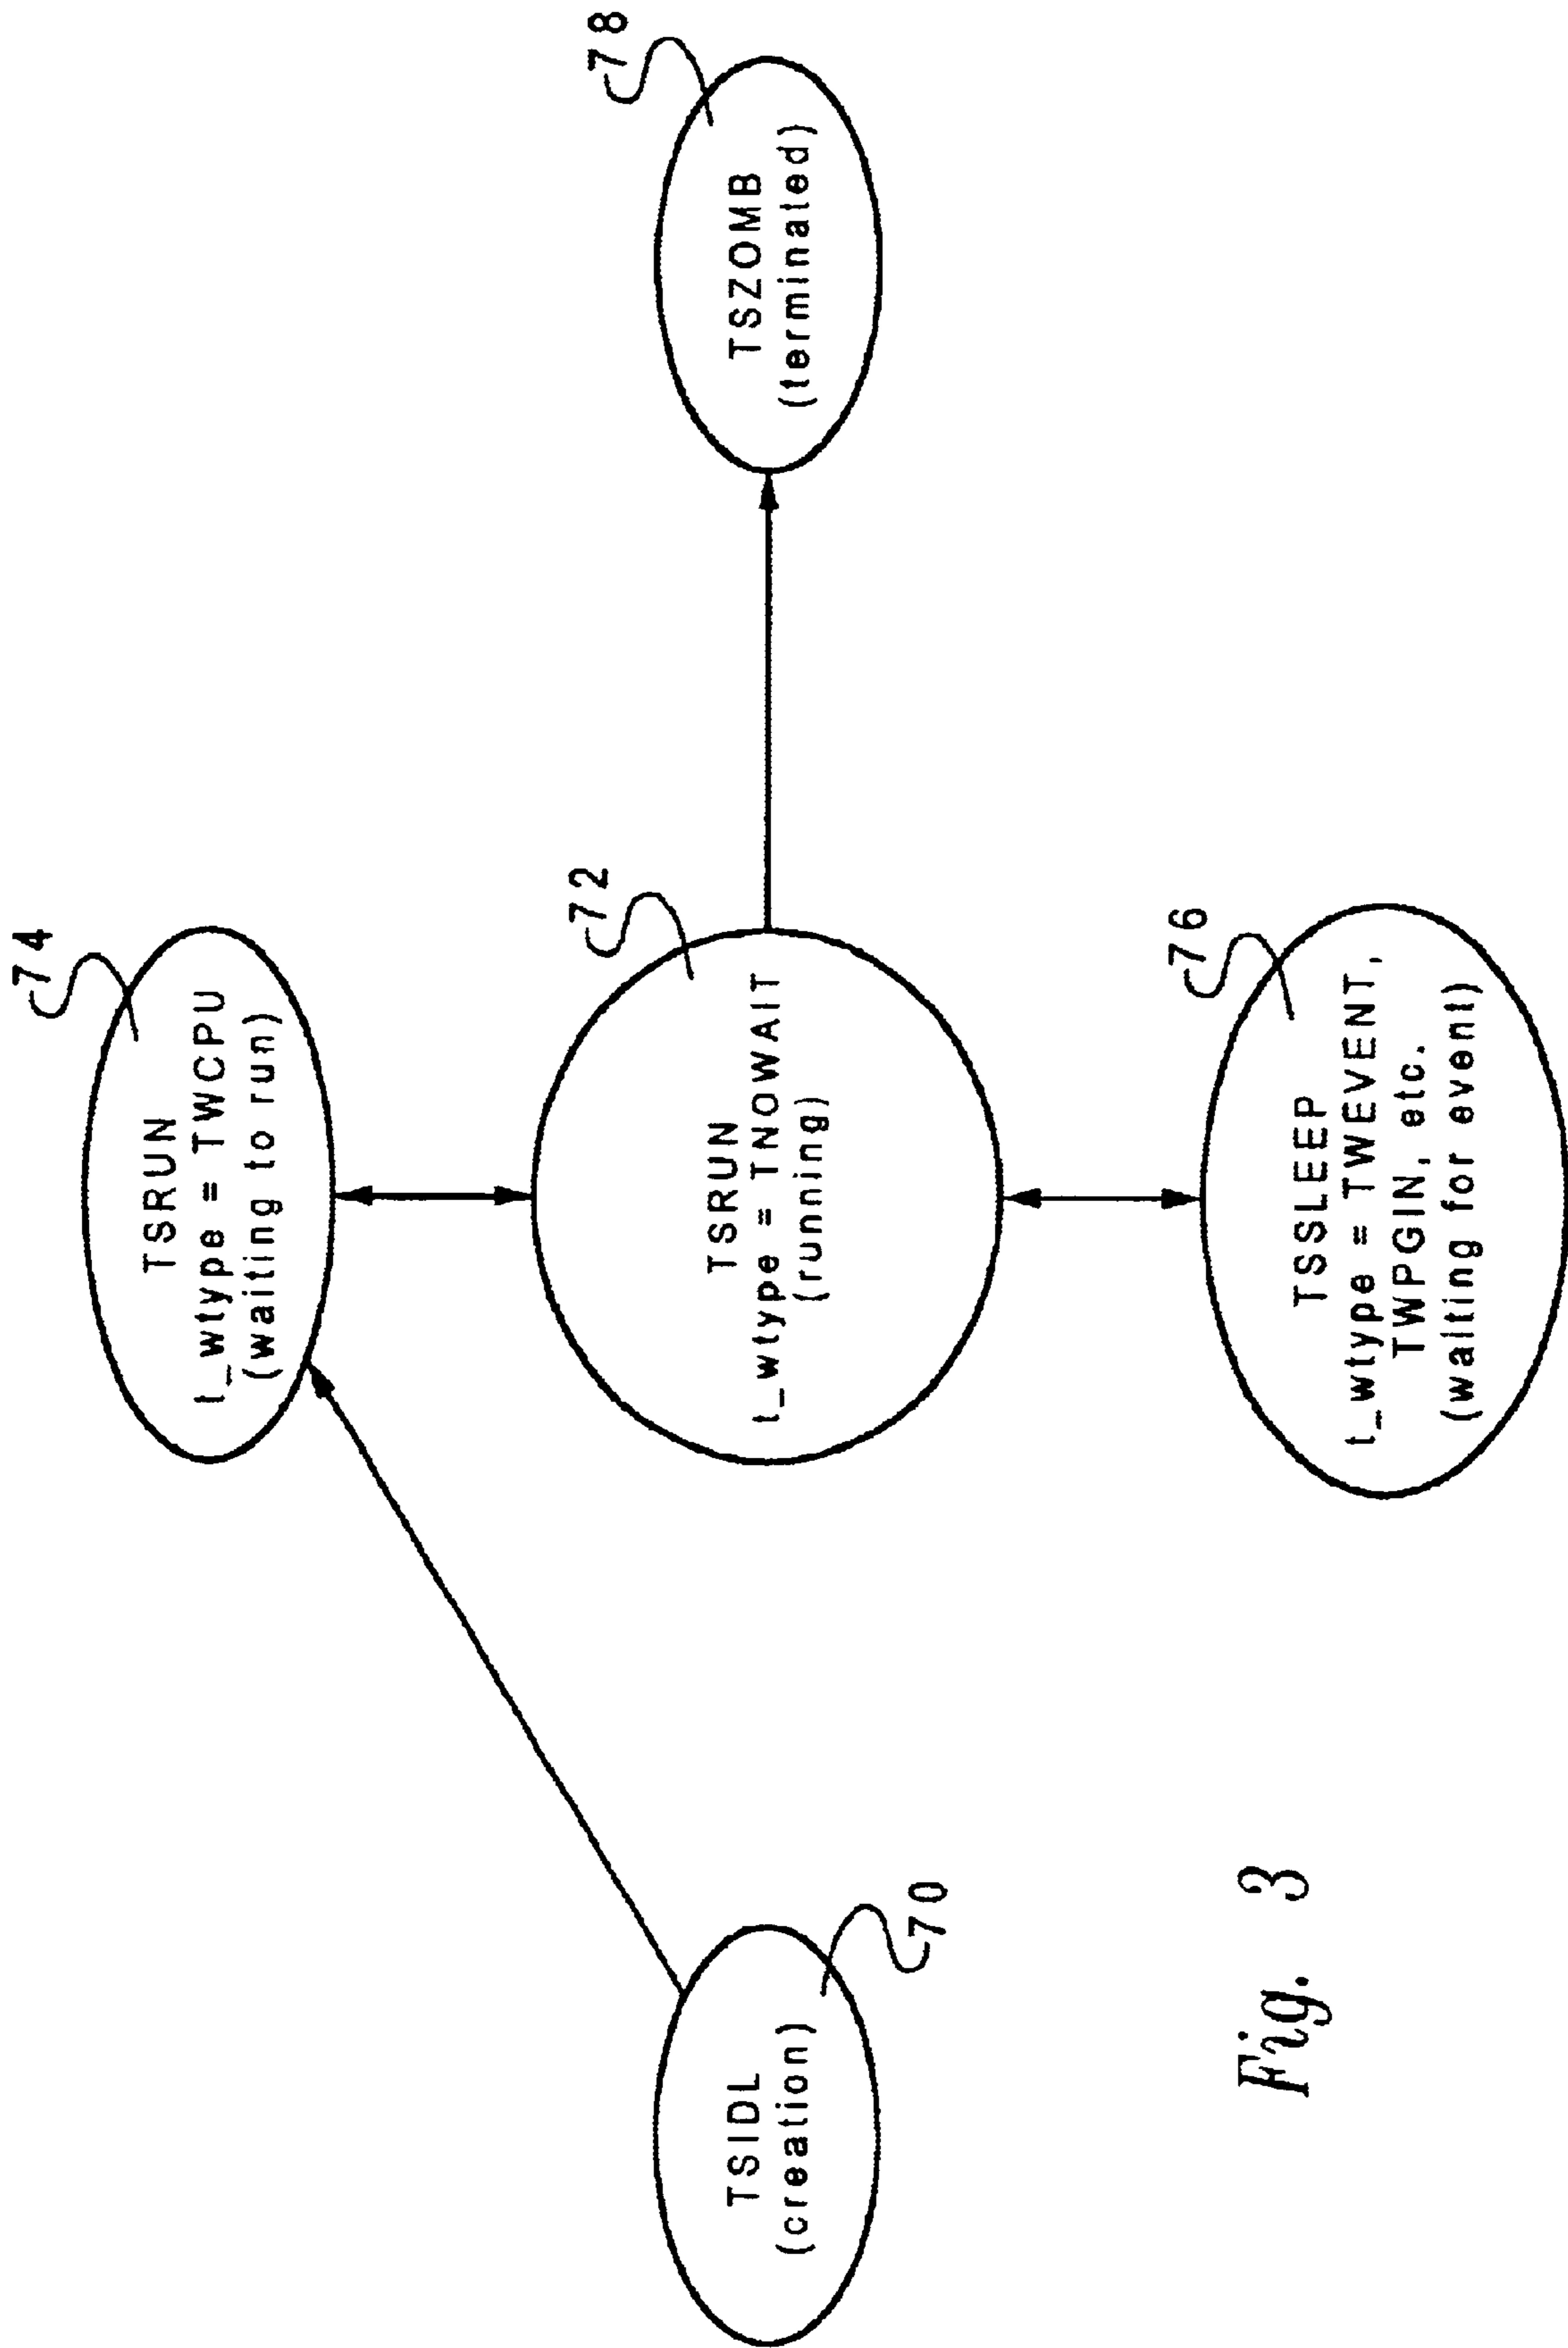 74
TSRUN
t_wtype = TWCPU
(waiting to run)
72
TSRUN
t_wtype = TNOWAIT
(running)
70
TSIDL
(creation)
78
TSZOMB
(terminated)
76
TSSLEEP
t_wtype = TWEVENT,
TWPGIN, etc.
(waiting for event)
Fig. 3